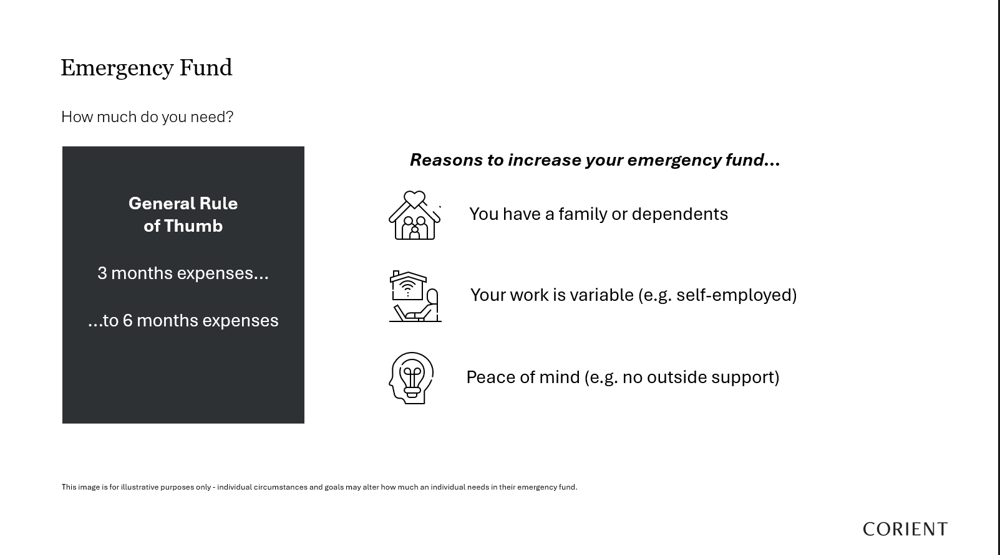 Emergency Fund
How much do you need?
General Rule
of Thumb
3 months expenses...
...to 6 months expenses
Reasons to increase your emergency fund...
You have a family or dependents
Your work is variable (e.g. self-employed)
Peace of mind (e.g. no outside support)
This image is for illustrative purposes only - individual circumstances and goals may alter how much an individual needs in their emergency fund.
CORIENT